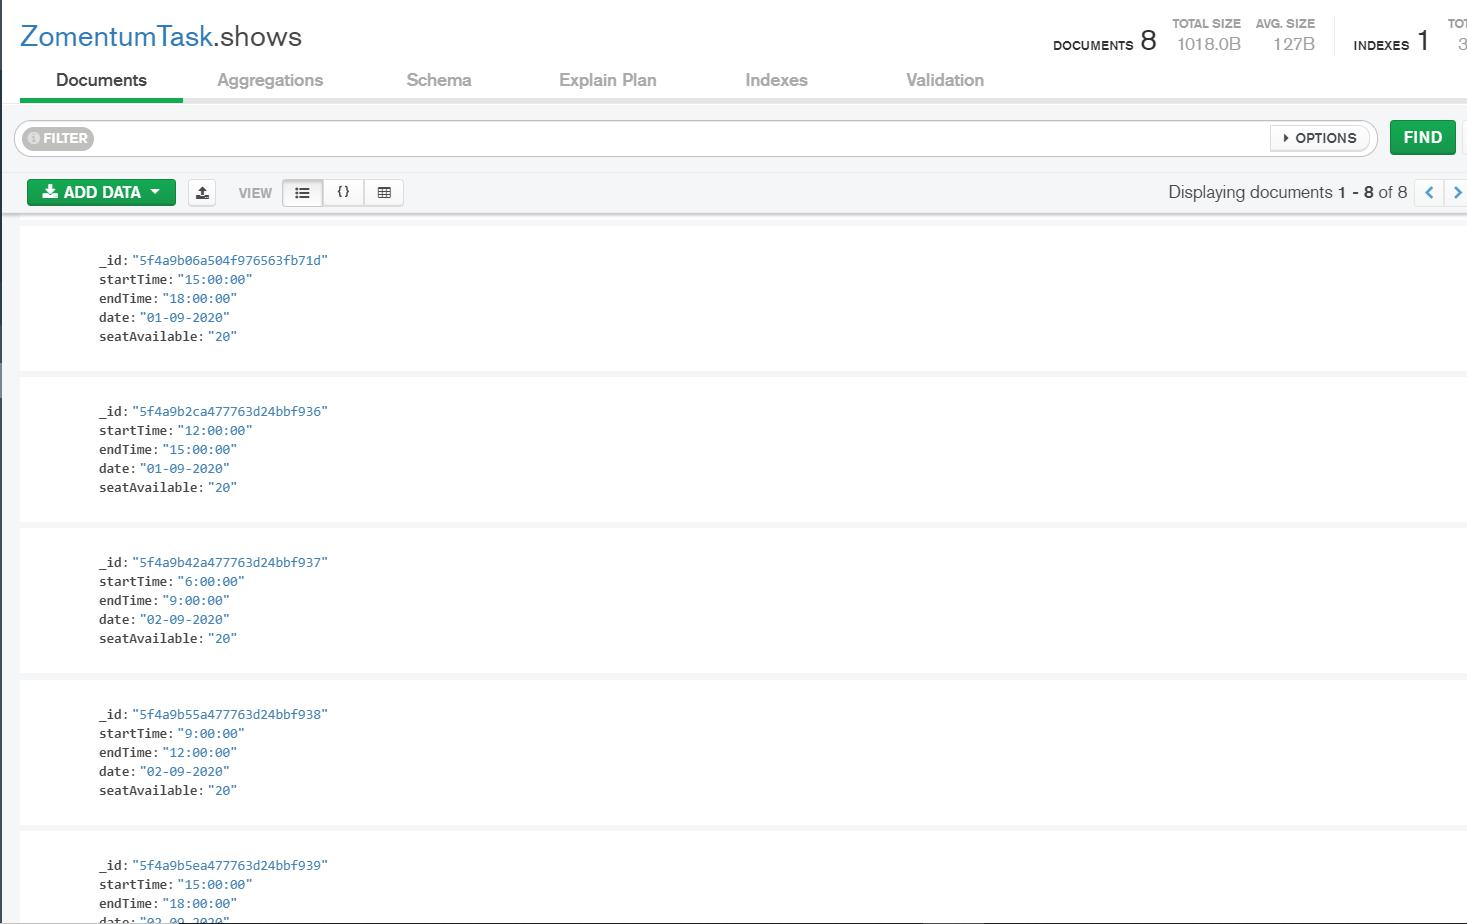 ZomentumTask.shows
DOCUMENTS 8
TOTAL SIZE
1018.0B
AVG. SIZE
127B
INDEXES 1
Documents
Aggregations
Schema
Explain Plan
Indexes
Validation
FILTER
OPTIONS
FIND
ADD DATA
VIEW
{}
Displaying documents 1 - 8 of 8
_id: "5f4a9b06a504f976563fb71d"
startTime: "15:00:00"
endTime: "18:00:00"
date: "01-09-2020"
seatAvailable: "20"
_id: "5f4a9b2ca477763d24bbf936"
startTime: "12:00:00"
endTime: "15:00:00"
date: "01-09-2020"
seatAvailable: "20"
_id: "5f4a9b42a477763d24bbf937"
startTime: "6:00:00"
endTime: "9:00:00"
date: "02-09-2020"
seatAvailable: "20"
_id: "5f4a9b55a477763d24bbf938"
startTime: "9:00:00"
endTime: "12:00:00"
date: "02-09-2020"
seatAvailable: "20"
_id: "5f4a9b5ea477763d24bbf939"
startTime: "15:00:00"
endTime: "18:00:00"
date: "02-09-2020"